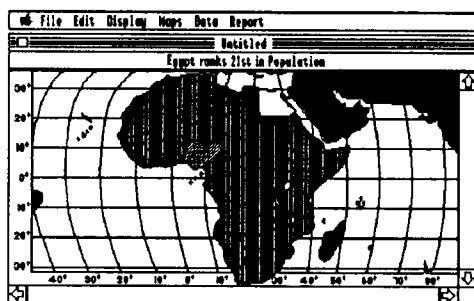 File Edit Display Maps Data Report
Untitled
Egypt ranks 21st in Population
30°
20°
10°
0°
10°
20°
30°
40° 30° 20° 10° 0° 10° 20° 30° 40° 50° 60° 70° 80°